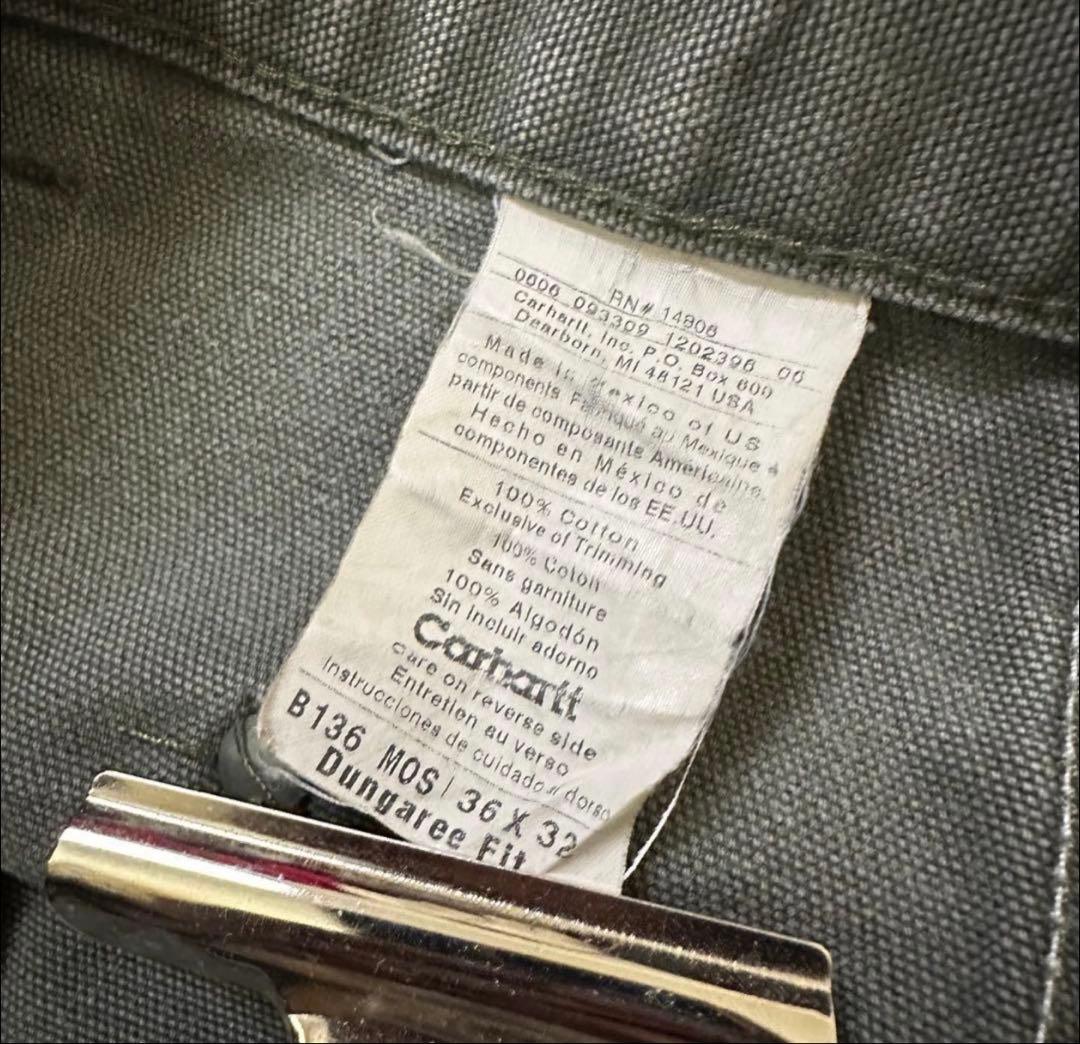 RN# 14806
0606 093309 1202396 06
Carhartt, Inc. P.O. Box 600
Dearborn, MI 48121 USA
Made in Mexico of US
components Fabriqué au Mexique à
partir de composants Américains.
Hecho en México de
componentes de los EE.UU.
100% Cotton
Exclusive of Trimming
100% Coton
Sans garniture
100% Algodón
Sin incluir adorno
Carhartt
Care on reverse side
Entretien au verso
Instrucciones de cuidado a dorso
B136 MOS 36 X 32
Dungaree Fit